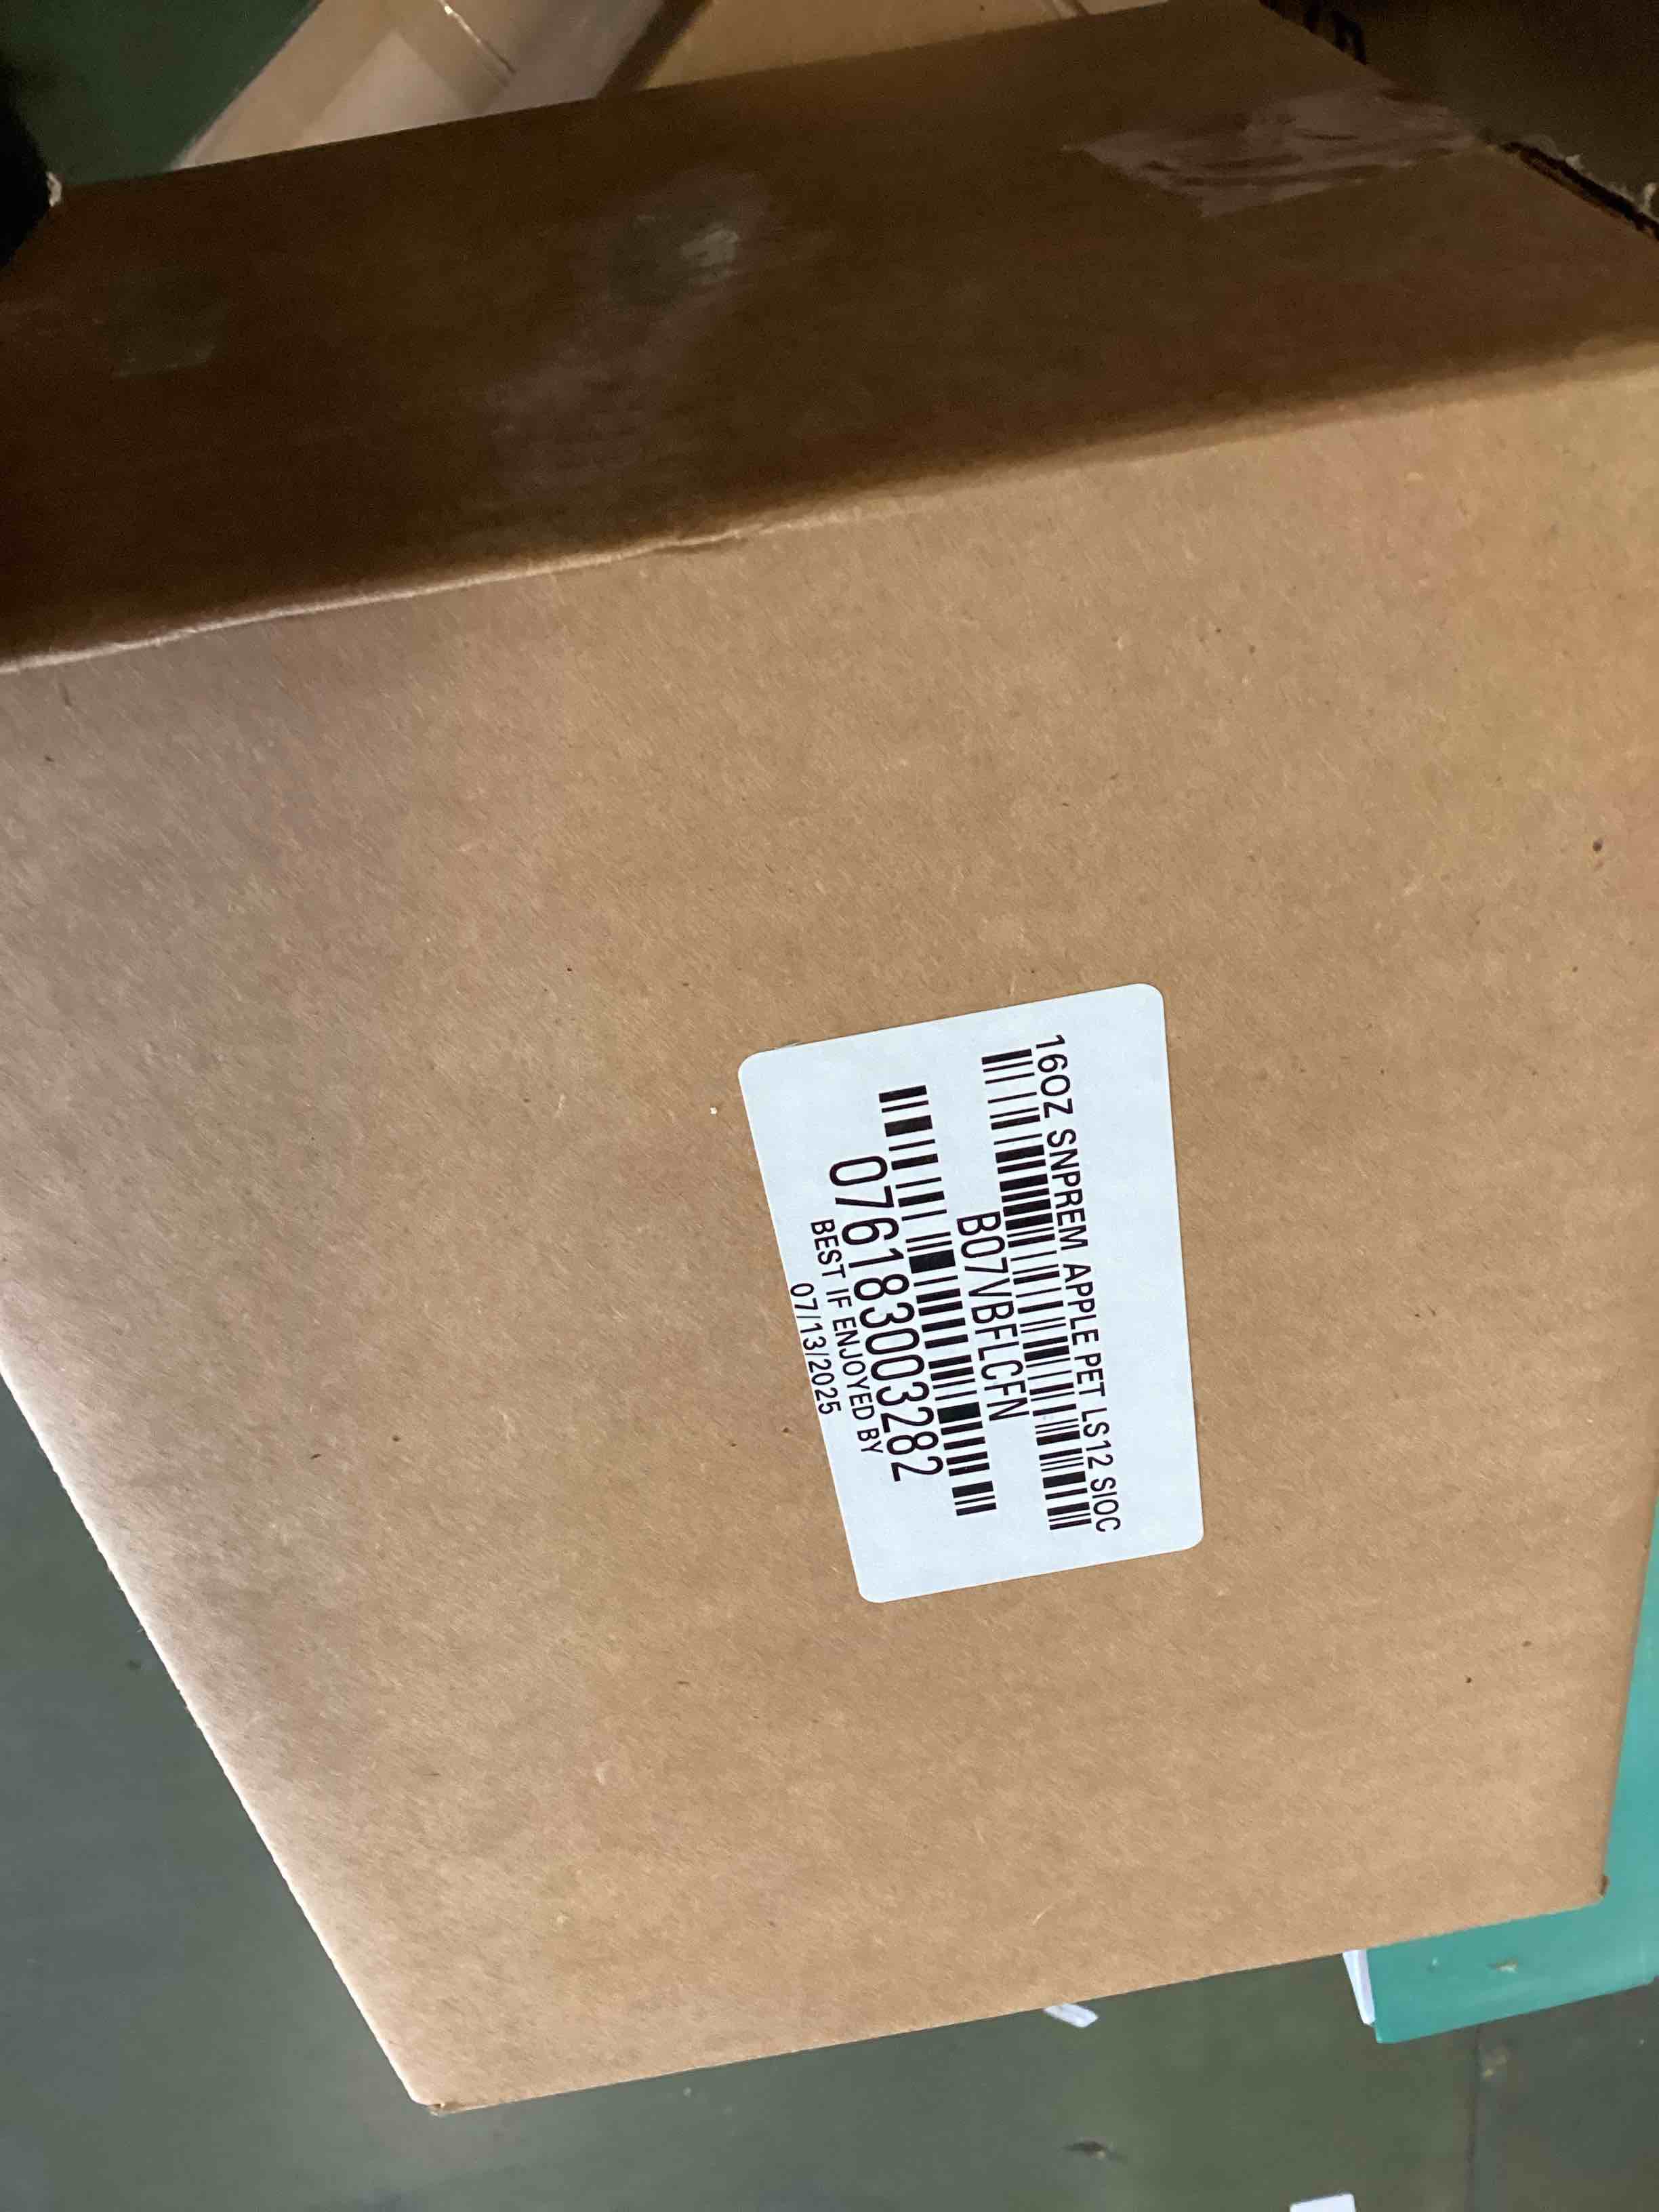 16OZ SNPREM APPLE PET LS12 SIOC
B07VBFLCFN
076183003282
BEST IF ENJOYED BY
07/13/2025